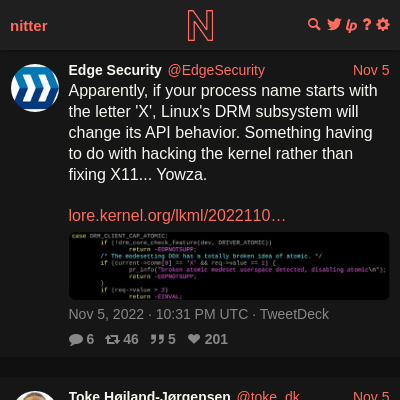 nitter
Edge Security @EdgeSecurity Nov 5
Apparently, if your process name starts with
the letter 'X', Linux's DRM subsystem will
change its API behavior. Something having
to do with hacking the kernel rather than
fixing X11... Yowza.
lore.kernel.org/lkml/2022110…
case DRM_CLIENT_CAP_ATOMIC:
if (!drm_core_check_feature(dev, DRIVER_ATOMIC))
return -EOPNOTSUPP;
/* The modesetting DDX has a totally broken idea of atomic. */
if (current->comm[0] == 'X' && req->value == 1) {
pr_info("broken atomic modeset userspace detected, disabling atomic\n");
return -EOPNOTSUPP;
}
if (req->value > 2)
return -EINVAL;
Nov 5, 2022 · 10:31 PM UTC · TweetDeck
6 46 5 201
Toke Høiland-Jørgensen @toke_dk Nov 5